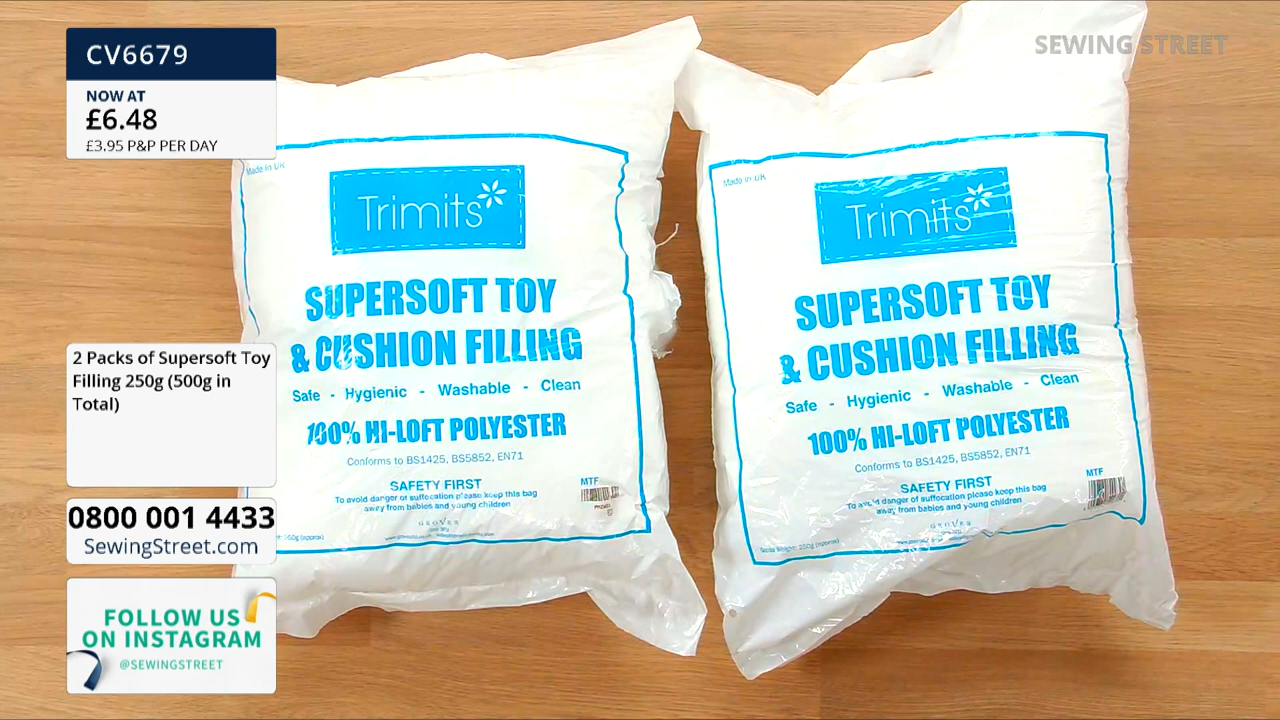 CV6679
NOW AT
£6.48
£3.95 P&P PER DAY
2 Packs of Supersoft Toy
Filling 250g (500g in
Total)
0800 001 4433
SewingStreet.com
FOLLOW US
ON INSTAGRAM
@SEWINGSTREET
SEWING STREET
Made in UK
Trimits
SUPERSOFT TOY
& CUSHION FILLING
Safe - Hygienic - Washable - Clean
100% HI-LOFT POLYESTER
Conforms to BS1425, BS5852, EN71
SAFETY FIRST
To avoid danger of suffocation please keep this bag
away from babies and young children
MTF
GROVES
Made in UK
Trimits
SUPERSOFT TOY
& CUSHION FILLING
Safe - Hygienic - Washable - Clean
100% HI-LOFT POLYESTER
Conforms to BS1425, BS5852, EN71
SAFETY FIRST
To avoid danger of suffocation please keep this bag
away from babies and young children
MTF
GROVES